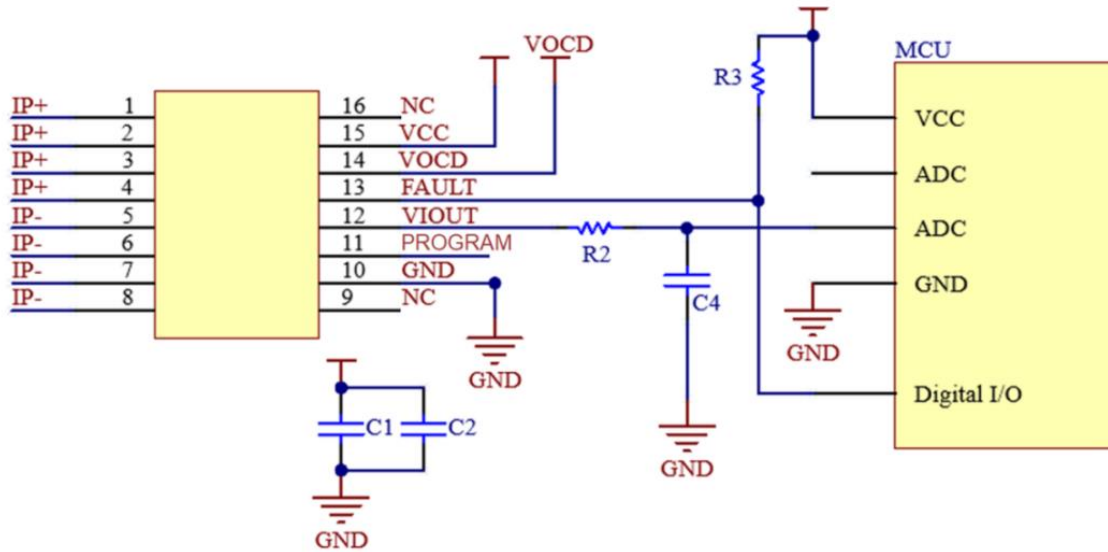 VOCD
MCU
R3
IP+ 1 16 NC
IP+ 2 15 VCC
IP+ 3 14 VOCD
IP+ 4 13 FAULT
IP- 5 12 VIOUT
IP- 6 11 PROGRAM
IP- 7 10 GND
IP- 8 9 NC
VCC
ADC
ADC
GND
Digital I/O
R2
C4
GND
GND
GND
C1 C2
GND